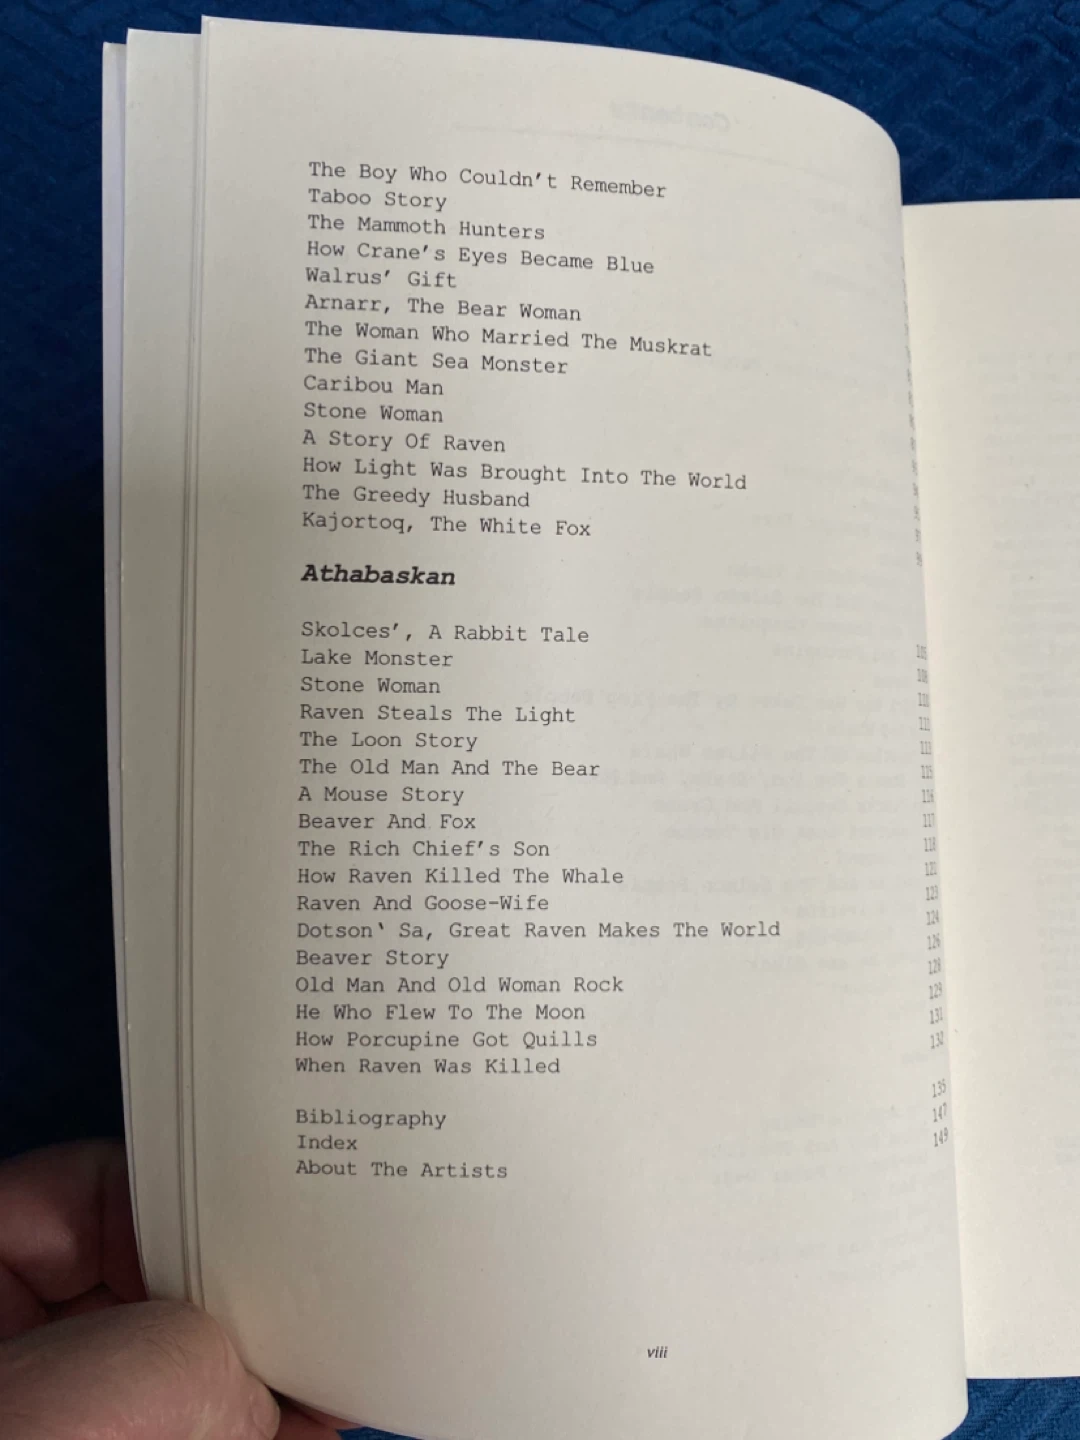 The Boy Who Couldn't Remember
Taboo Story
The Mammoth Hunters
How Crane's Eyes Became Blue
Walrus' Gift
Arnarr, The Bear Woman
The Woman Who Married The Muskrat
The Giant Sea Monster
Caribou Man
Stone Woman
A Story Of Raven
How Light Was Brought Into The World
The Greedy Husband
Kajortoq, The White Fox
Athabaskan
Skolces', A Rabbit Tale
Lake Monster
Stone Woman
Raven Steals The Light
The Loon Story
The Old Man And The Bear
A Mouse Story
Beaver And Fox
The Rich Chief's Son
How Raven Killed The Whale
Raven And Goose-Wife
Dotson‘ Sa, Great Raven Makes The World
Beaver Story
Old Man And Old Woman Rock
He Who Flew To The Moon
How Porcupine Got Quills
When Raven Was Killed
Bibliography 135
Index 147
About The Artists 149
viii